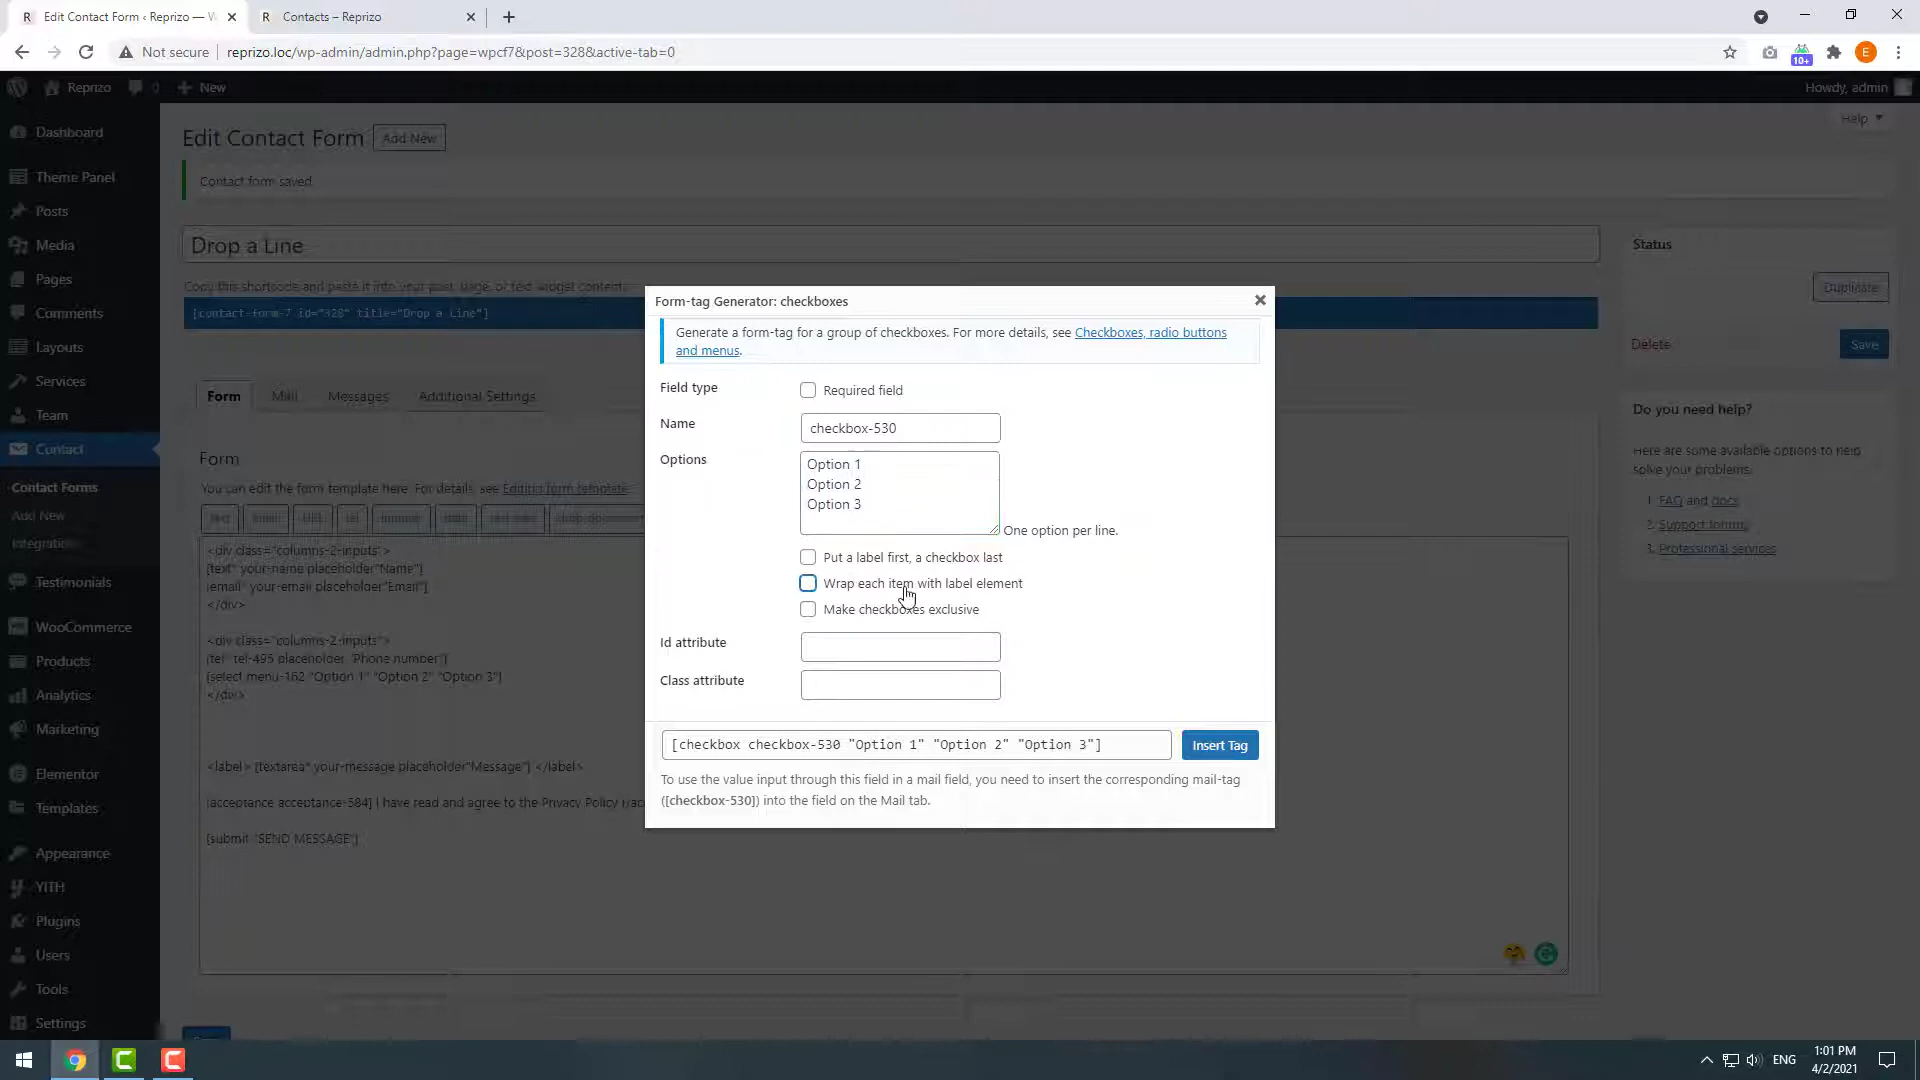 Edit Contact Form ‹ Reprizo — W
Contacts – Reprizo
Not secure
reprizo.loc/wp-admin/admin.php?page=wpcf7&post=328&active-tab=0
10+
E
Reprizo
0
New
Howdy, admin
Dashboard
Theme Panel
Posts
Media
Pages
Comments
Layouts
Services
Team
Contact
Contact Forms
Add New
Integration
Testimonials
WooCommerce
Products
Analytics
Marketing
Elementor
Templates
Appearance
YITH
Plugins
Users
Tools
Settings
Edit Contact Form
Add New
Help
Contact form saved.
Drop a Line
Copy this shortcode and paste it into your post, page, or text widget content:
[contact-form-7 id="328" title="Drop a Line"]
Form
Mail
Messages
Additional Settings
Form
You can edit the form template here. For details, see Editing form template.
text
email
URL
tel
number
date
text area
drop-down menu
<div class="columns-2-inputs">
[text* your-name placeholder"Name"]
[email* your-email placeholder"Email"]
</div>
<div class="columns-2-inputs">
[tel* tel-495 placeholder "Phone number"]
[select menu-162 "Option 1" "Option 2" "Option 3"]
</div>
<label> [textarea* your-message placeholder"Message"] </label>
[acceptance acceptance-584] I have read and agree to the Privacy Policy
[submit "SEND MESSAGE"]
Status
Duplicate
Delete
Save
Do you need help?
Here are some available options to help
solve your problems.
1. FAQ and docs
2. Support forums
3. Professional services
Form-tag Generator: checkboxes
Generate a form-tag for a group of checkboxes. For more details, see Checkboxes, radio buttons
and menus.
Field type
Required field
Name
checkbox-530
Options
Option 1
Option 2
Option 3
One option per line.
Put a label first, a checkbox last
Wrap each item with label element
Make checkboxes exclusive
Id attribute
Class attribute
[checkbox checkbox-530 "Option 1" "Option 2" "Option 3"]
Insert Tag
To use the value input through this field in a mail field, you need to insert the corresponding mail-tag
([checkbox-530]) into the field on the Mail tab.
ENG
1:01 PM
4/2/2021